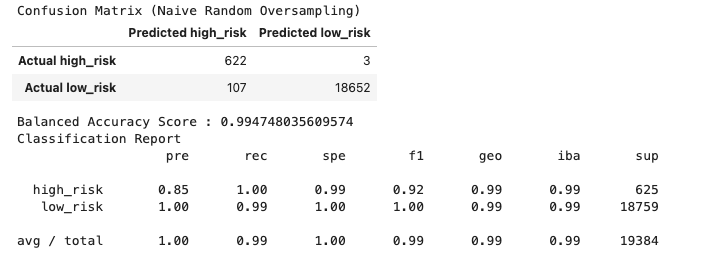 Confusion Matrix (Naive Random Oversampling)
Predicted high_risk Predicted low_risk
Actual high_risk 622 3
Actual low_risk 107 18652
Balanced Accuracy Score : 0.994748035609574
Classification Report
pre rec spe f1 geo iba sup
high_risk 0.85 1.00 0.99 0.92 0.99 0.99 625
low_risk 1.00 0.99 1.00 1.00 0.99 0.99 18759
avg / total 1.00 0.99 1.00 0.99 0.99 0.99 19384